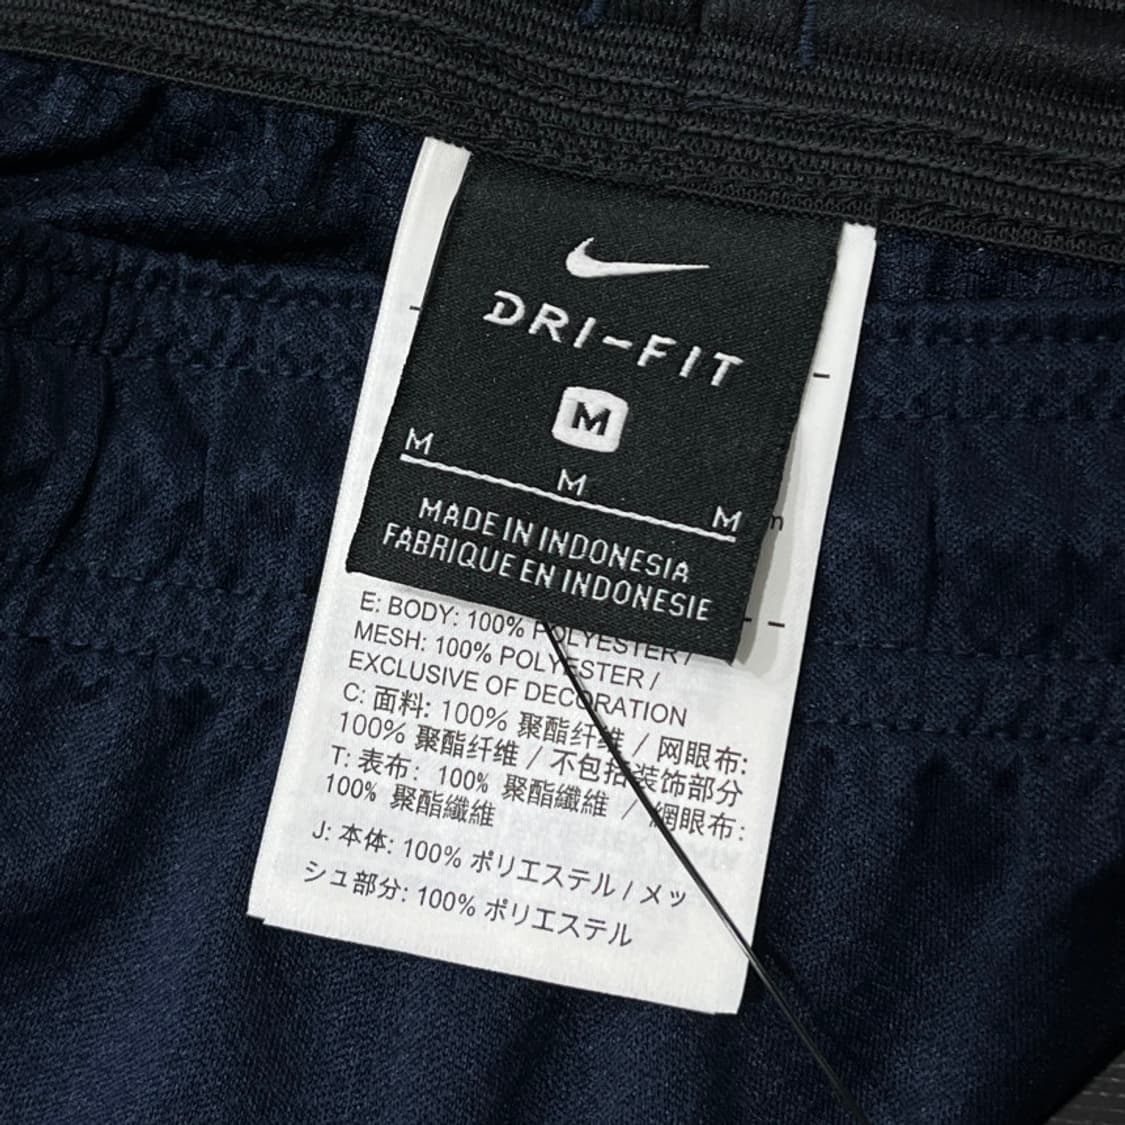 DRI-FIT
M
M M M
MADE IN INDONESIA
FABRIQUE EN INDONESIE
E: BODY: 100% POLYESTER /
MESH: 100% POLYESTER /
EXCLUSIVE OF DECORATION
C: 面料: 100% 聚酯纤维 / 网眼布:
100% 聚酯纤维 / 不包括装饰部分
T: 表布: 100% 聚酯纖維 / 網眼布:
100% 聚酯纖維
J: 本体: 100% ポリエステル / メッ
シュ部分: 100% ポリエステル